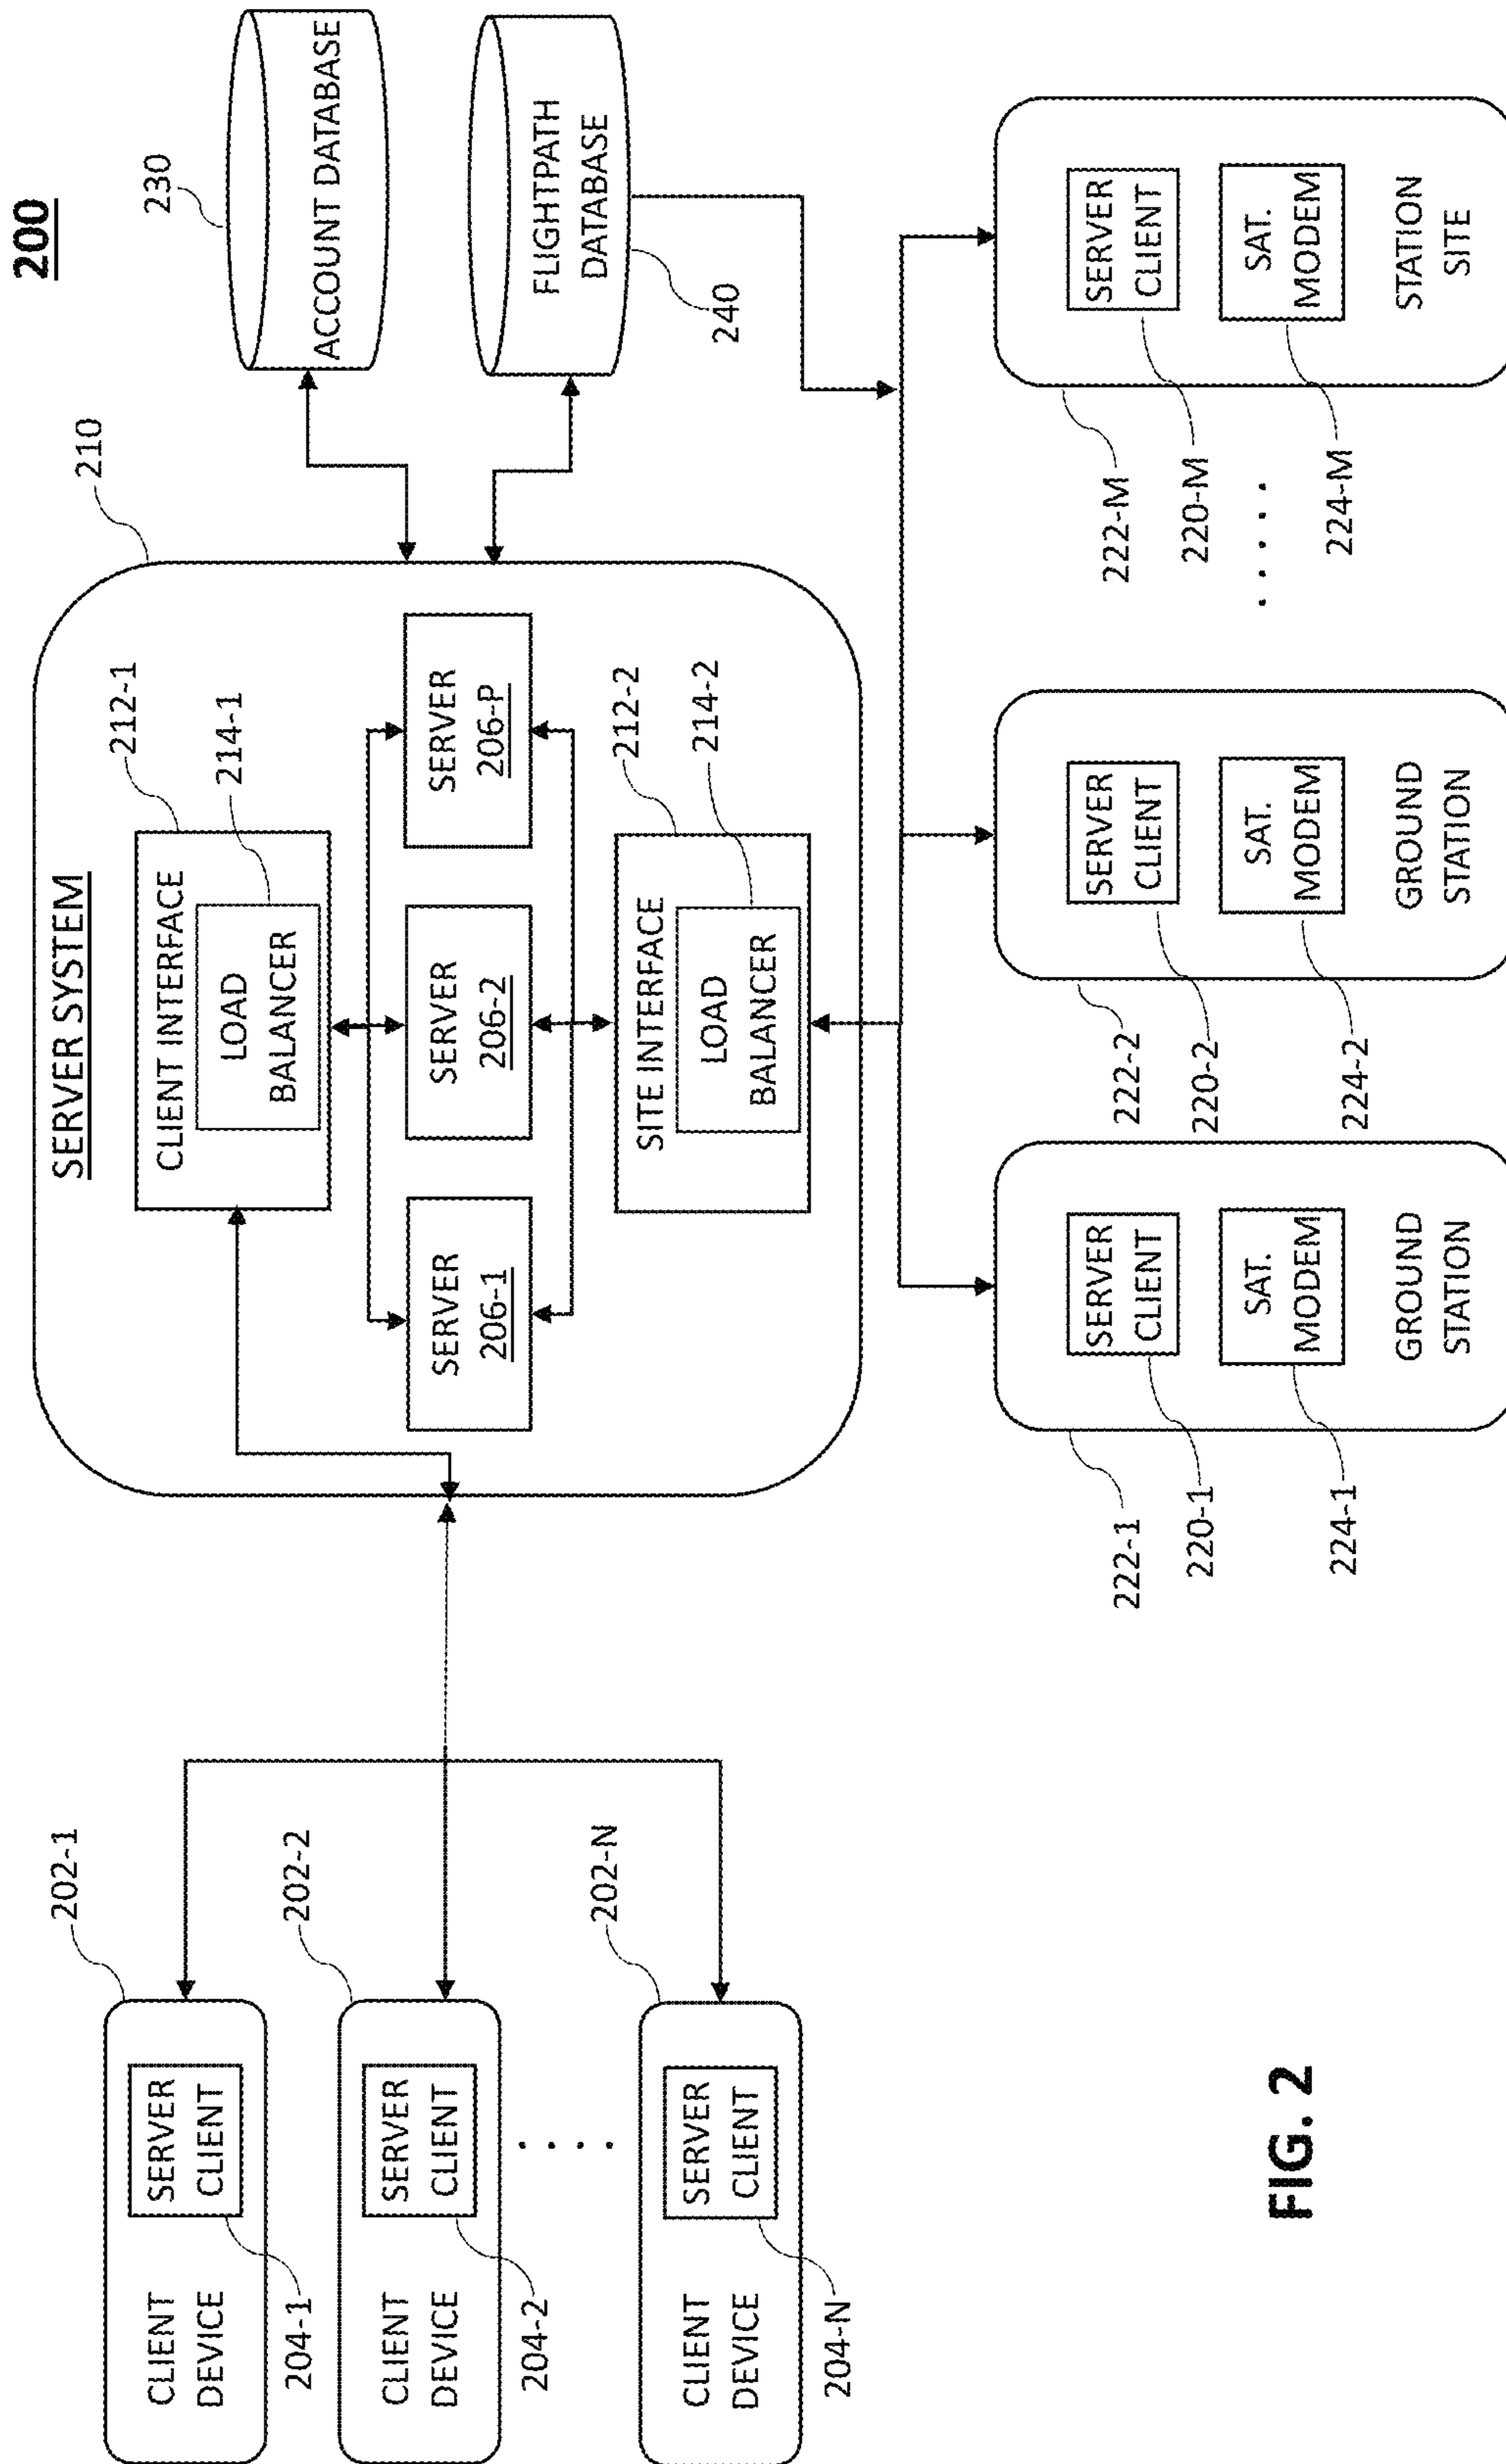 200
SERVER SYSTEM
210
230
ACCOUNT DATABASE
240
FLIGHTPATH
DATABASE
CLIENT INTERFACE
212-1
LOAD
BALANCER
214-1
SERVER
206-1
SERVER
206-2
SERVER
206-P
SITE INTERFACE
212-2
LOAD
BALANCER
214-2
202-1
CLIENT
DEVICE
SERVER
CLIENT
204-1
202-2
CLIENT
DEVICE
SERVER
CLIENT
204-2
. . . .
202-N
CLIENT
DEVICE
SERVER
CLIENT
204-N
222-1
SERVER
CLIENT
220-1
SAT.
MODEM
224-1
GROUND
STATION
222-2
SERVER
CLIENT
220-2
SAT.
MODEM
224-2
GROUND
STATION
. . . . .
222-M
SERVER
CLIENT
220-M
SAT.
MODEM
224-M
STATION
SITE
FIG. 2